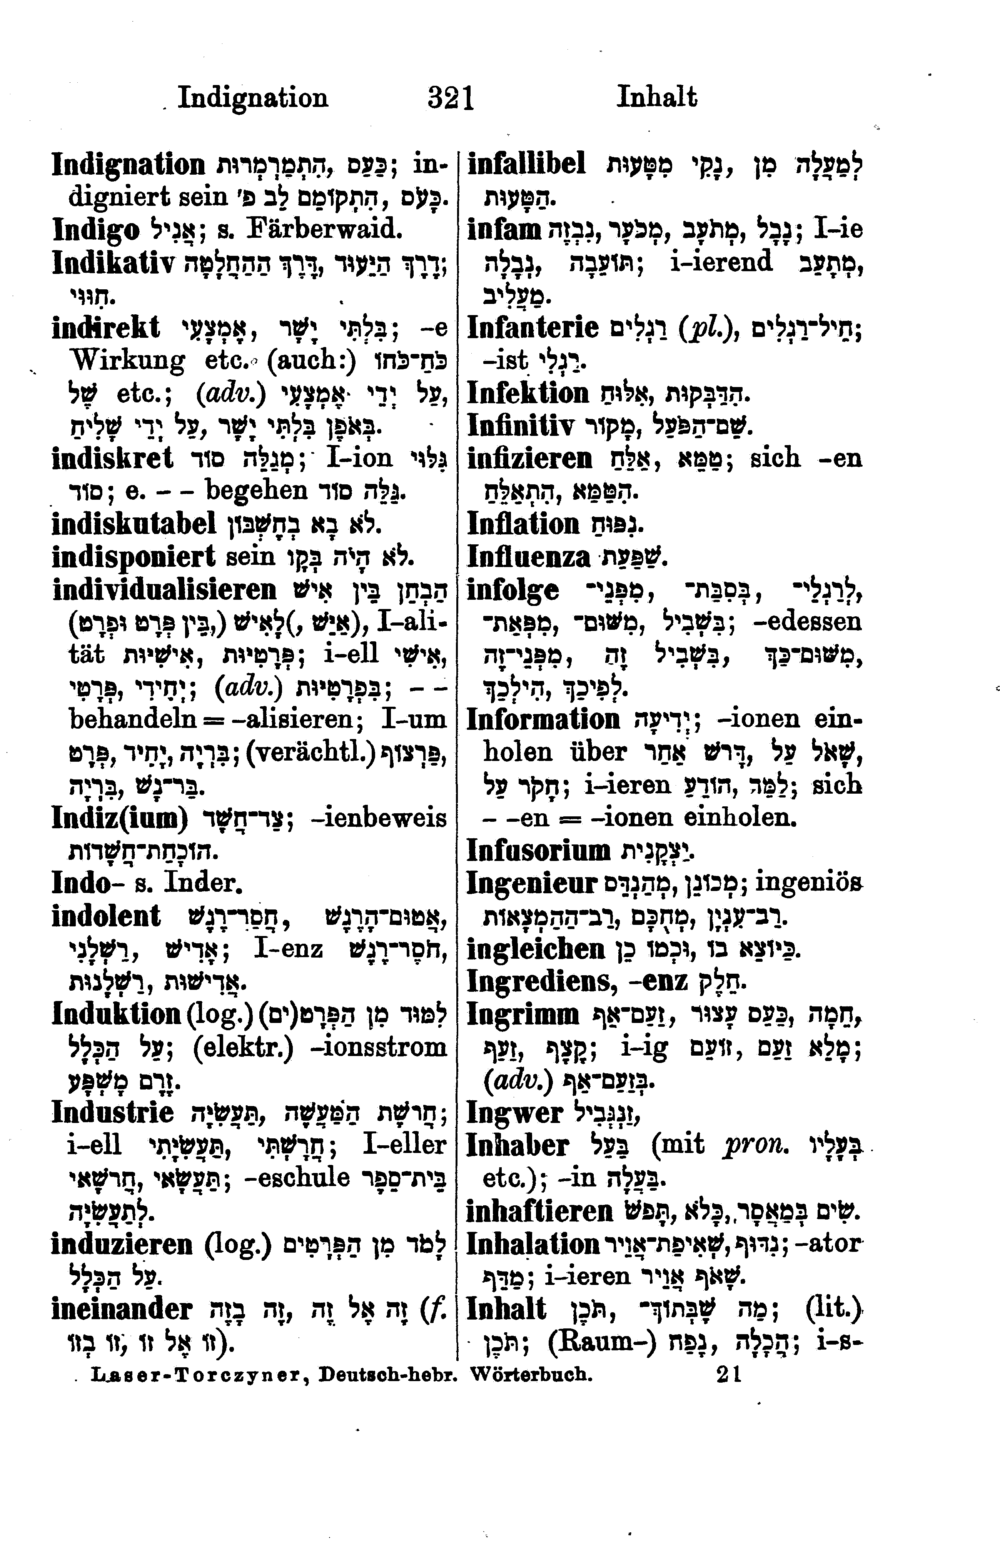 Indignation 321 Inhalt
Indignation כַּעַס, הִתְמַרְמְרוּת; in-
digniert sein כָּעֹס, הִתְקוֹמֵם לֵב פ'.
Indigo אֲנִיל; s. Färberwaid.
Indikativ דֶּרֶךְ הַיִּעוּד, דֶּרֶךְ הַהַחְלָטָה;
חִוּוּי.
indirekt בִּלְתִּי יָשָׁר, אֶמְצָעִי; –e
Wirkung etc. (auch:) כֹּחַ־כֹּחוֹ
שֶׁל etc.; (adv.) עַל יְדֵי אֶמְצָעִי,
בְּאֹפֶן בִּלְתִּי יָשָׁר, עַל יְדֵי שָׁלִיחַ.
indiskret מְגַלֶּה סוֹד; I–ion גִּלּוּי
סוֹד; e. – – begehen גַּלֵּה סוֹד.
indiskutabel לֹא בָא בְחֶשְׁבּוֹן.
indisponiert sein לֹא הָיֹה בְּקַו
individualisieren הַבְחֵן בֵּין אִישׁ
לְאִישׁ (אִישׁ), (בֵּין פְּרָט וּפְרָט), I–ali-
tät פְּרָטִיּוּת, אִישִׁיּוּת; i–ell אִישִׁי,
יְחִידִי, פְּרָטִי; (adv.) בִּפְרָטִיּוּת; – –
behandeln = –alisieren; I–um
פְּרָט, יָחִיד, בְּרִיָּה; (verächtl.) פַּרְצוּף,
בַּר־נָשׁ, בְּרִיָּה.
Indiz(ium) צַד־חֲשָׁד; –ienbeweis
הוֹכָחַת־חֲשָׁדוֹת.
Indo– s. Inder.
indolent אֲטוּם־הָרֶגֶשׁ, חֲסַר־רֶגֶשׁ,
אָדִישׁ, רַשְׁלָנִי; I–enz חֹסֶר־רֶגֶשׁ,
אֲדִישׁוּת, רַשְׁלָנוּת.
Induktion (log.) לִמּוּד מִן הַפְּרָט(ים)
עַל הַכְּלָל; (elektr.) –ionsstrom
זֶרֶם מָשְׁפָּע.
Industrie חֲרֹשֶׁת הַמַּעֲשֶׂה, תַּעֲשִׂיָּה;
i–ell חֲרָשְׁתִּי, תַּעֲשִׂיָּתִי; I–eller
תַּעֲשָׂאי, חֲרֹשְׁתָּאי; –eschule בֵּית־סֵפֶר
לְתַעֲשִׂיָּה.
induzieren (log.) לָמֹד מִן הַפְּרָטִים
עַל הַכְּלָל.
ineinander זֶה אֶל זֶה, זֶה בָזֶה (f.
זוֹ אֶל זוֹ, זוֹ בָזוֹ).
infallibel לְמַעְלָה מִן, נְקִי מִטָּעוּת
הַטָּעוּת.
infam נָבָל, מְתֹעָב, מְכֹעָר, נִבְזֶה; I–ie
נְבָלָה, תּוֹעֵבָה; i–ierend מְתַעֵב,
מַעֲלִיב.
Infanterie רַגְלִים (pl.), חֵיל־רַגְלִים;
–ist רַגְלִי.
Infektion הִדַּבְּקוּת, אִלּוּחַ.
Infinitiv שֵׁם־הַפֹּעַל, מָקוֹר.
infizieren טַמֵּא, אַלֵּחַ; sich –en
הִטַּמֵּא, הִתְאַלֵּחַ.
Inflation נִפּוּחַ.
Influenza שַׁפַּעַת.
infolge לְרַגְלֵי־, בְּסִבַּת־, מִפְּנֵי־
בִּשְׁבִיל, מִשּׁוּם־, מִפְּאַת־; –edessen
מִשּׁוּם־כָּךְ, בִּשְׁבִיל זֶה, מִפְּנֵי־זֶה,
לְפִיכָךְ, הִילְכָּךְ.
Information יְדִיעָה; –ionen ein-
holen über שָׁאֹל עַל, דָּרשׁ אַחַר
חָקֹר עַל; i–ieren לַמֵּד, הוֹדֵעַ; sich
– –en = –ionen einholen.
Infusorium יִצְקָנִית.
Ingenieur מְכוֹנֵן, מְהַנְדֵּס; ingeniös
רַב־עִנְיָן, מְחֻכָּם, רַב־הַהַמְצָאוֹת.
ingleichen כַּיּוֹצֵא בוֹ, וּכְמוֹ כֵן.
Ingrediens, –enz חֵלֶק.
Ingrimm חֵמָה, כַּעַס עָצוּר, זַעַם־אַף,
קֶצֶף, זַעַף; i–ig מָלֵא זַעַם, זוֹעֵם;
(adv.) בְּזַעַם־אַף.
Ingwer זַנְגְּבִיל,
Inhaber בַּעַל (mit pron. בְּעָלָיו
etc.); –in בַּעֲלָה.
inhaftieren שִׂים בְּמַאֲסָר, כָּלֹא, תָּפֹשׂ.
Inhalation נִדּוּף, שְׁאִיפַת־אֲוִיר; –ator
מַדֵּף; i–ieren שָׁאֹף אֲוִיר.
Inhalt מַה שֶּׁבְּתוֹךְ־, תֹּכֶן; (lit.)
תֹּכֶן; (Raum–) הֲכָלָה, נֶפַח; i–s-
Laser-Torczyner, Deutsch-hebr. Wörterbuch. 21